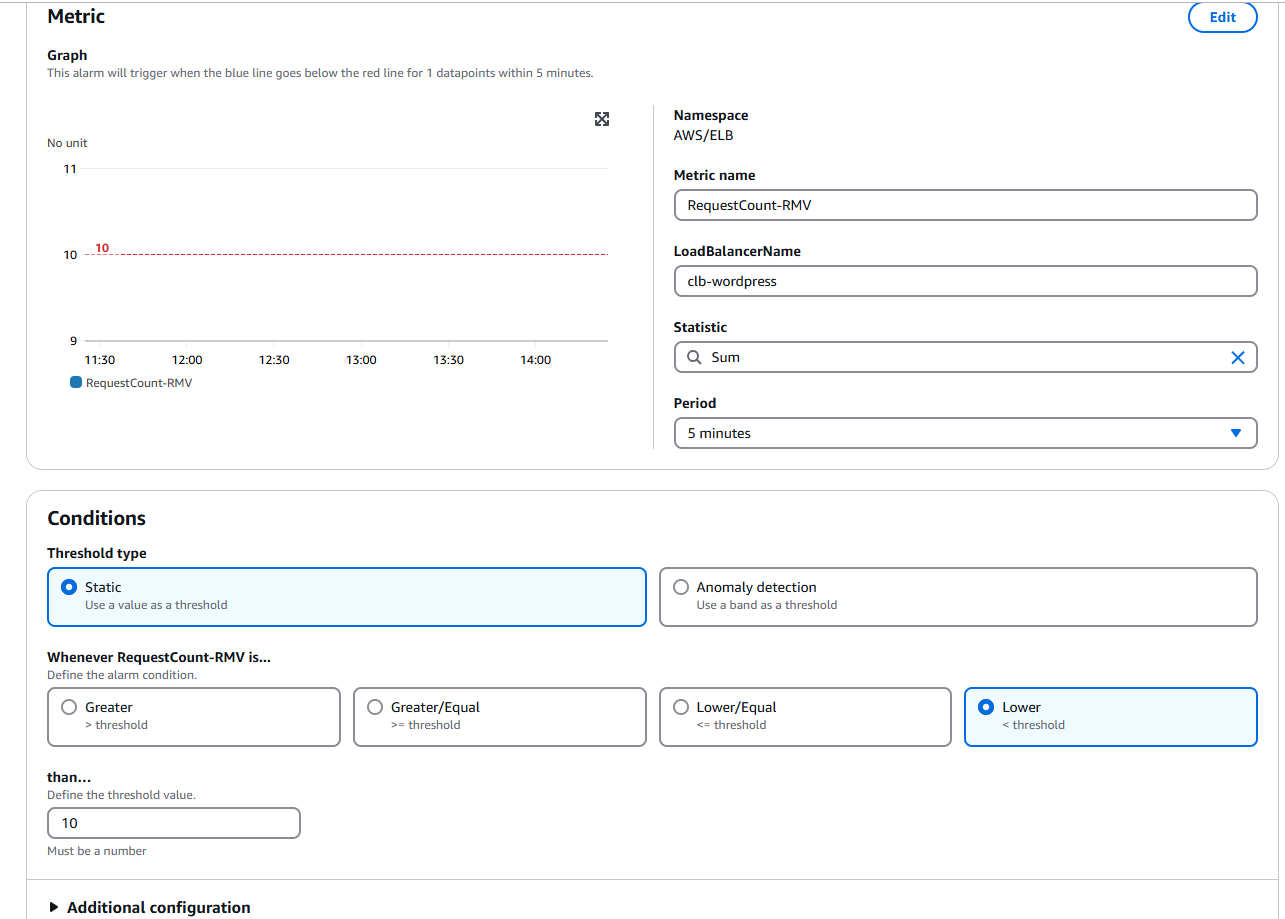 Metric
Edit
Graph
This alarm will trigger when the blue line goes below the red line for 1 datapoints within 5 minutes.
No unit
11
10
10
9
11:30 12:00 12:30 13:00 13:30 14:00
RequestCount-RMV
Namespace
AWS/ELB
Metric name
RequestCount-RMV
LoadBalancerName
clb-wordpress
Statistic
Sum
Period
5 minutes
Conditions
Threshold type
Static
Use a value as a threshold
Anomaly detection
Use a band as a threshold
Whenever RequestCount-RMV is...
Define the alarm condition.
Greater
> threshold
Greater/Equal
>= threshold
Lower/Equal
<= threshold
Lower
< threshold
than...
Define the threshold value.
10
Must be a number
Additional configuration